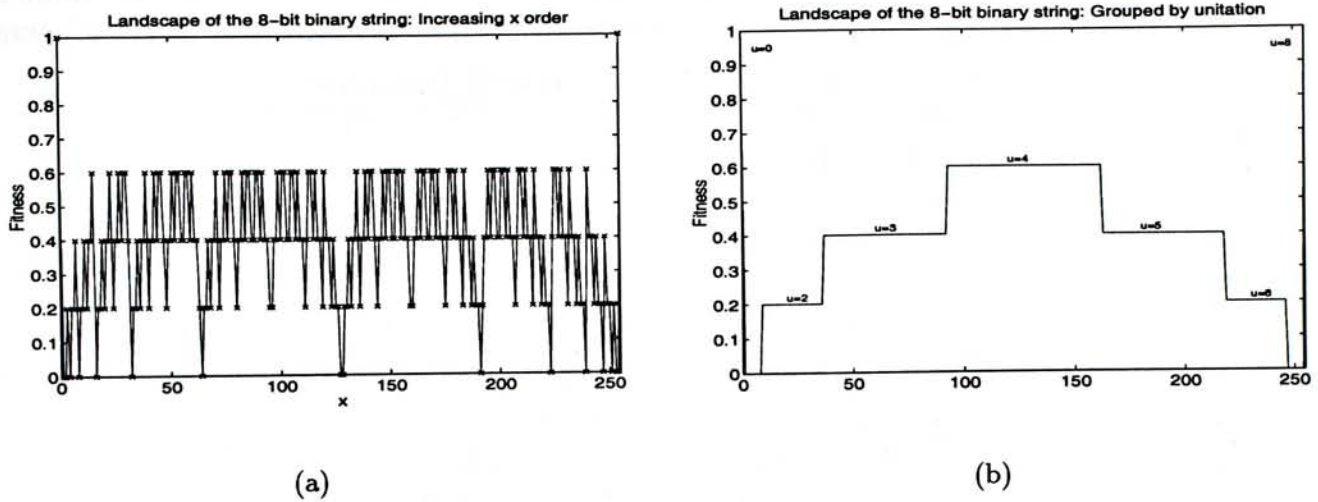 Landscape of the 8-bit binary string: Increasing x order
1
0.9
0.8
0.7
0.6
0.5
0.4
0.3
0.2
0.1
0
Fitness
0 50 100 150 200 250
x
(a)
Landscape of the 8-bit binary string: Grouped by unitation
1
0.9
0.8
0.7
0.6
0.5
0.4
0.3
0.2
0.1
0
Fitness
u=0
u=2
u=3
u=4
u=5
u=6
u=8
0 50 100 150 200 250
(b)